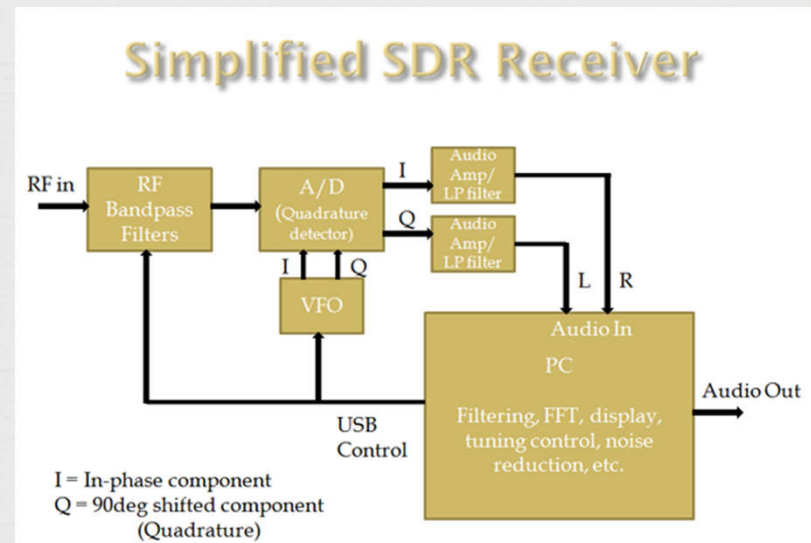 Simplified SDR Receiver
RF in
RF
Bandpass
Filters
A/D
(Quadrature
detector)
I
Q
Audio
Amp/
LP filter
Audio
Amp/
LP filter
I
Q
VFO
L
R
Audio In
PC
Filtering, FFT, display,
tuning control, noise
reduction, etc.
Audio Out
USB
Control
I = In-phase component
Q = 90deg shifted component
(Quadrature)